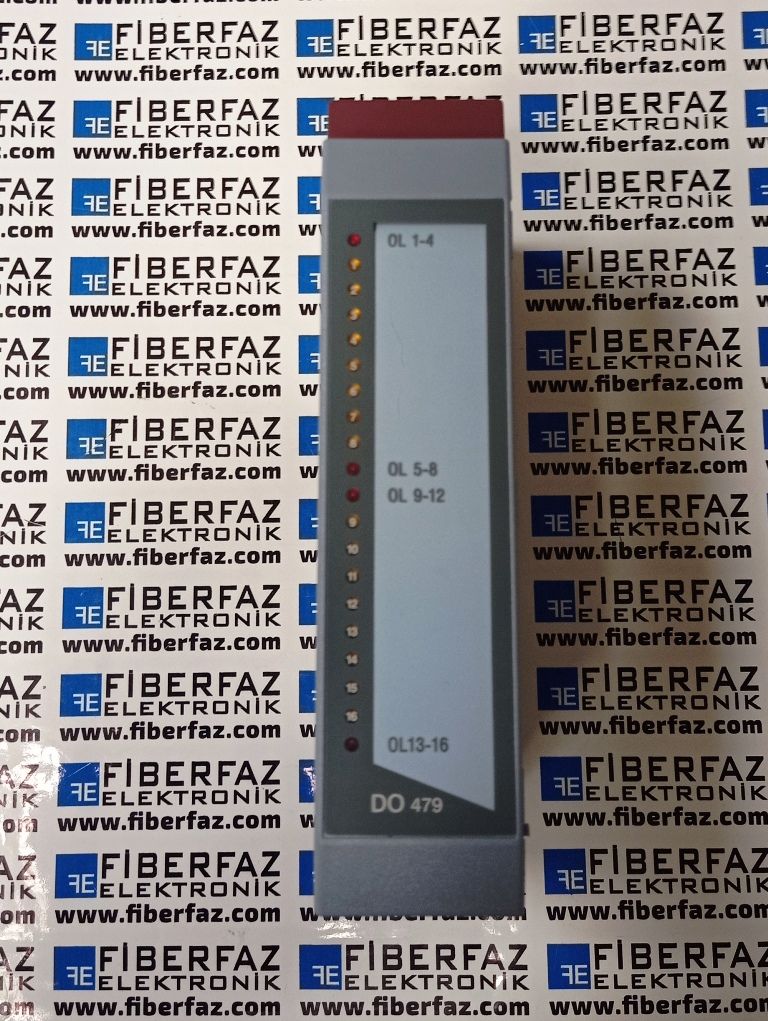 OL 1-4
1
2
3
4
5
6
7
8
OL 5-8
OL 9-12
9
10
11
12
13
14
15
16
OL13-16
DO 479
FE FİBERFAZ
ELEKTRONİK
www.fiberfaz.com